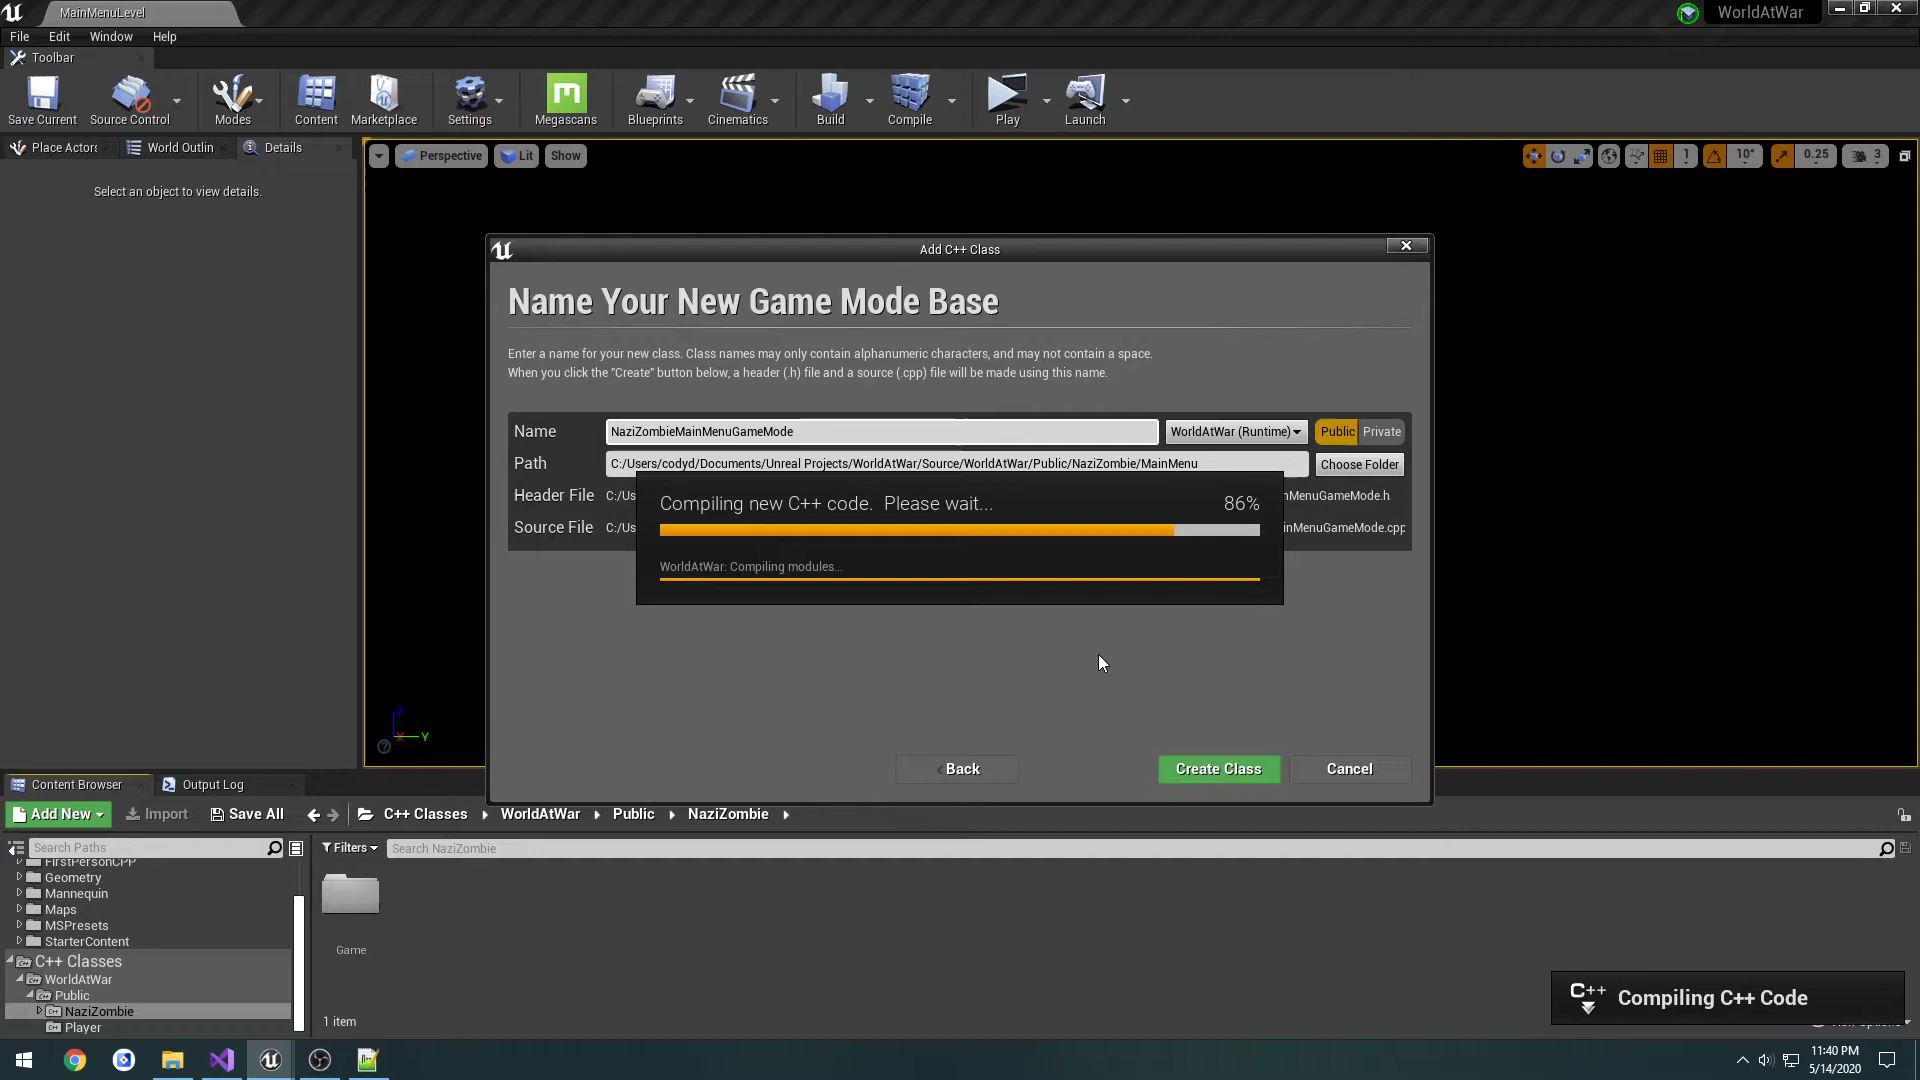 MainMenuLevel
WorldAtWar
File Edit Window Help
Toolbar
Save Current Source Control Modes Content Marketplace Settings Megascans Blueprints Cinematics Build Compile Play Launch
Place Actors World Outlin Details
Perspective Lit Show
1 10° 0.25 3
Select an object to view details.
Add C++ Class
Name Your New Game Mode Base
Enter a name for your new class. Class names may only contain alphanumeric characters, and may not contain a space.
When you click the "Create" button below, a header (.h) file and a source (.cpp) file will be made using this name.
Name NaziZombieMainMenuGameMode WorldAtWar (Runtime) Public Private
Path C:/Users/codyd/Documents/Unreal Projects/WorldAtWar/Source/WorldAtWar/Public/NaziZombie/MainMenu Choose Folder
Header File C:/Us inMenuGameMode.h
Source File C:/Us inMenuGameMode.cpp
Compiling new C++ code. Please wait... 86%
WorldAtWar: Compiling modules...
Z
X Y
Back Create Class Cancel
Content Browser Output Log
Add New Import Save All C++ Classes WorldAtWar Public NaziZombie
Search Paths
Filters Search NaziZombie
FirstPersonCPP
Geometry
Mannequin
Maps
MSPresets
StarterContent
C++ Classes
WorldAtWar
Public
NaziZombie
Player
Game
1 item
C++ Compiling C++ Code
11:40 PM
5/14/2020